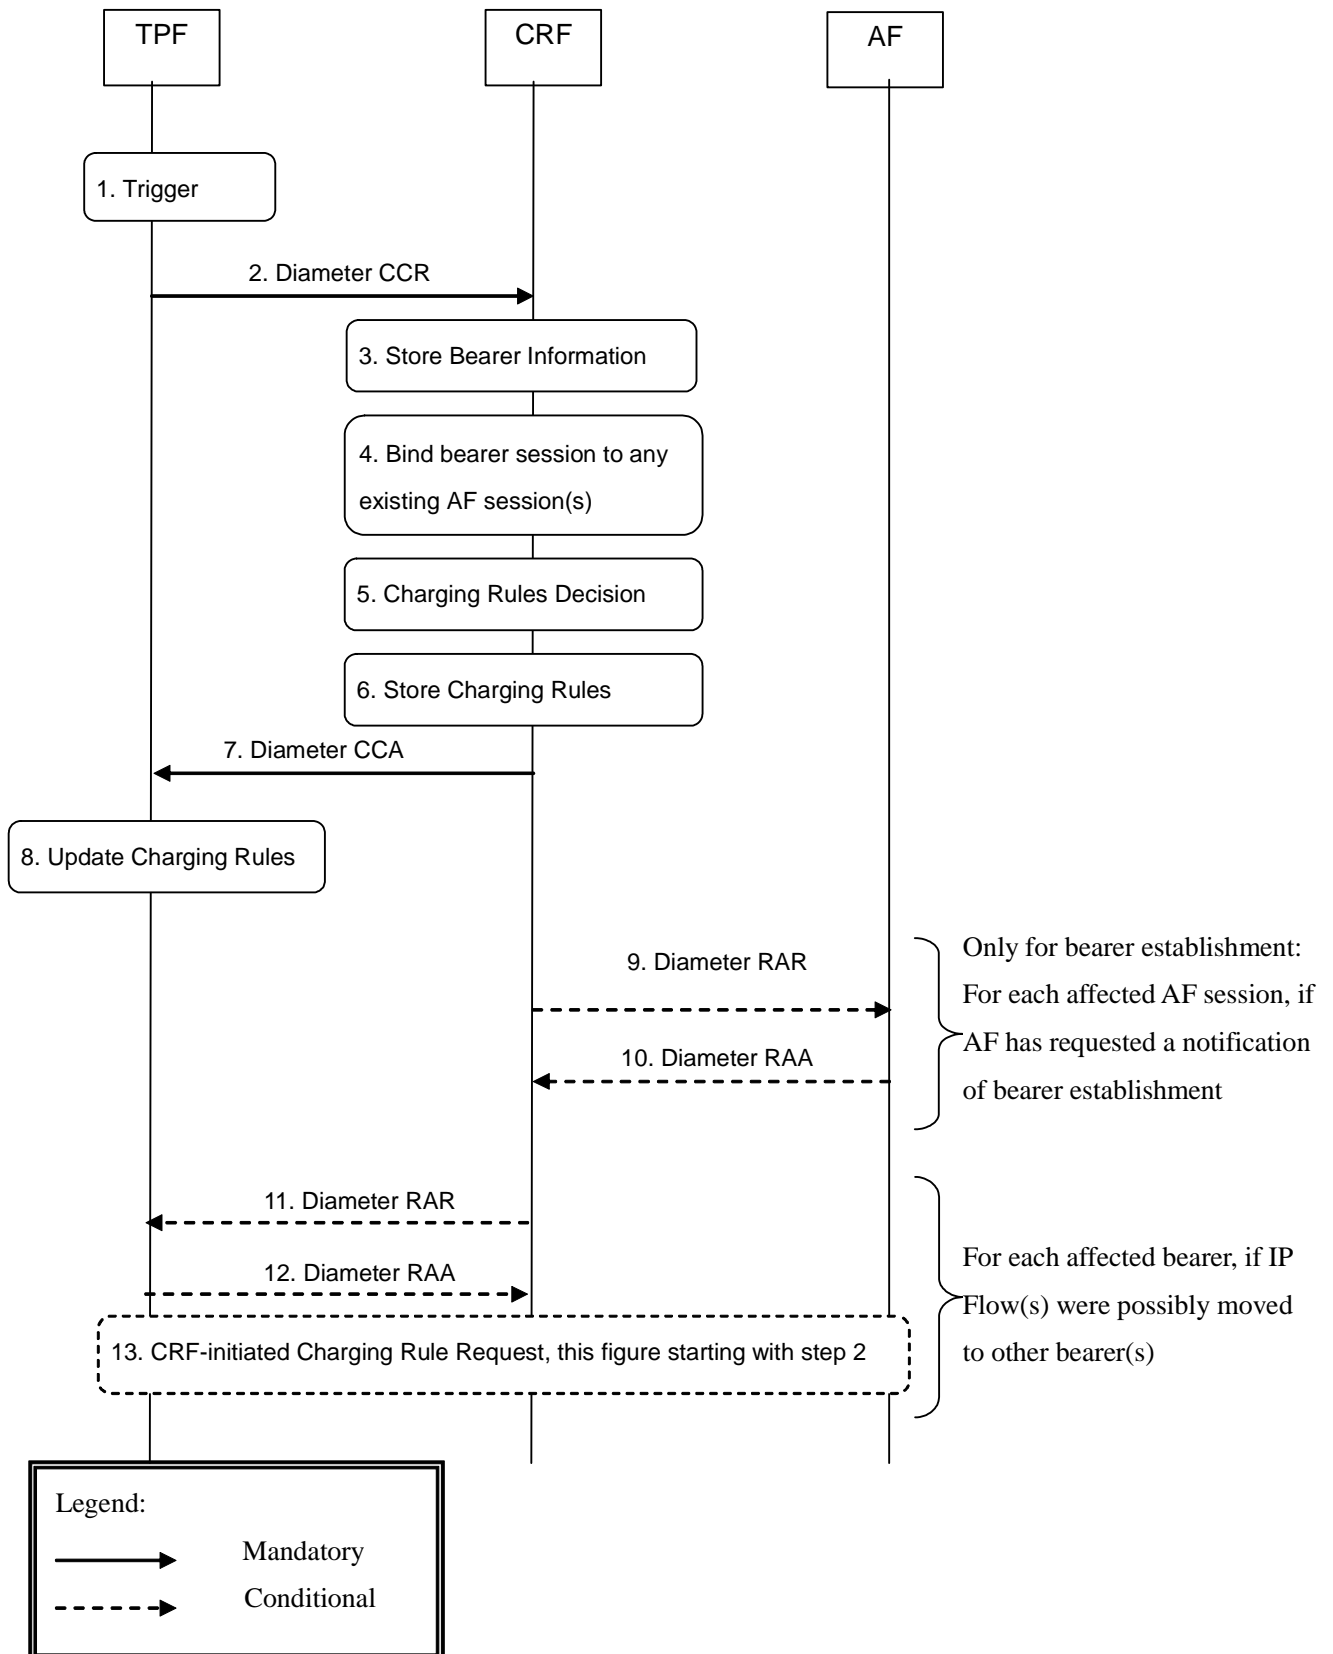 TPF
CRF
AF
1. Trigger
2. Diameter CCR
3. Store Bearer Information
4. Bind bearer session to any
existing AF session(s)
5. Charging Rules Decision
6. Store Charging Rules
7. Diameter CCA
8. Update Charging Rules
9. Diameter RAR
10. Diameter RAA
Only for bearer establishment:
For each affected AF session, if
AF has requested a notification
of bearer establishment
11. Diameter RAR
12. Diameter RAA
13. CRF-initiated Charging Rule Request, this figure starting with step 2
For each affected bearer, if IP
Flow(s) were possibly moved
to other bearer(s)
Legend:
Mandatory
Conditional